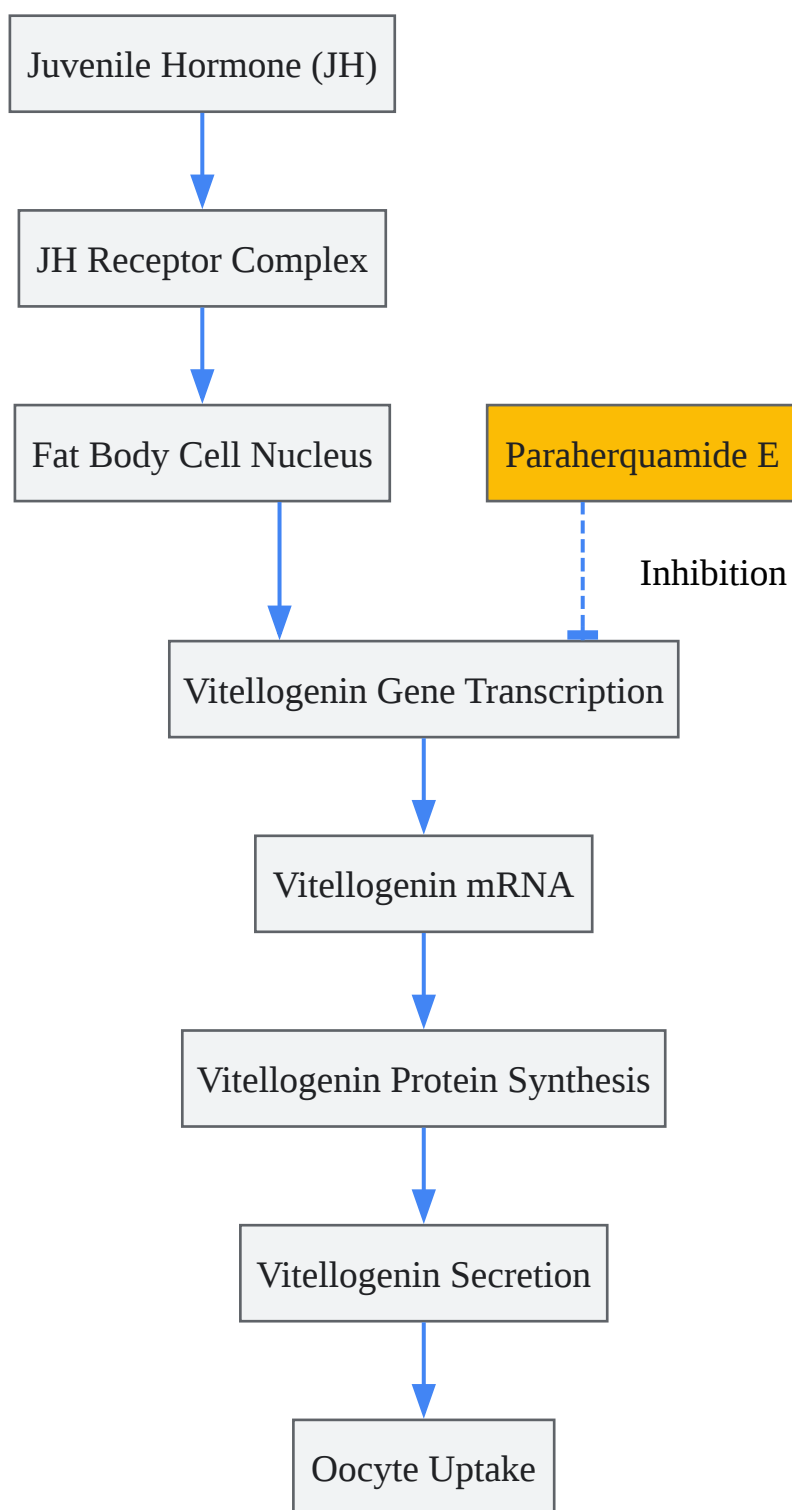 Juvenile Hormone (JH)
JH Receptor Complex
Fat Body Cell Nucleus
Paraherquamide E
Inhibition
Vitellogenin Gene Transcription
Vitellogenin mRNA
Vitellogenin Protein Synthesis
Vitellogenin Secretion
Oocyte Uptake